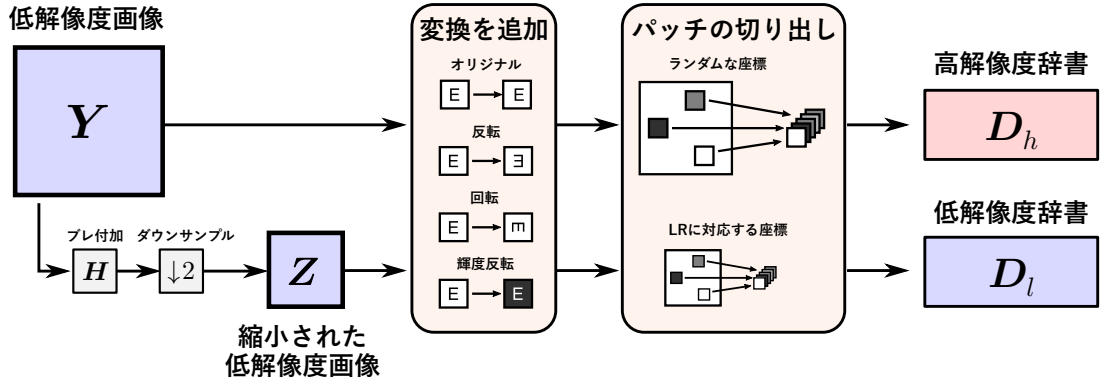 低解像度画像
Y
ブレ付加
H
ダウンサンプル
↓2
Z
縮小された
低解像度画像
変換を追加
オリジナル
E E
反転
E Ǝ
回転
E E
輝度反転
E E
パッチの切り出し
ランダムな座標
LRに対応する座標
高解像度辞書
D_h
低解像度辞書
D_l